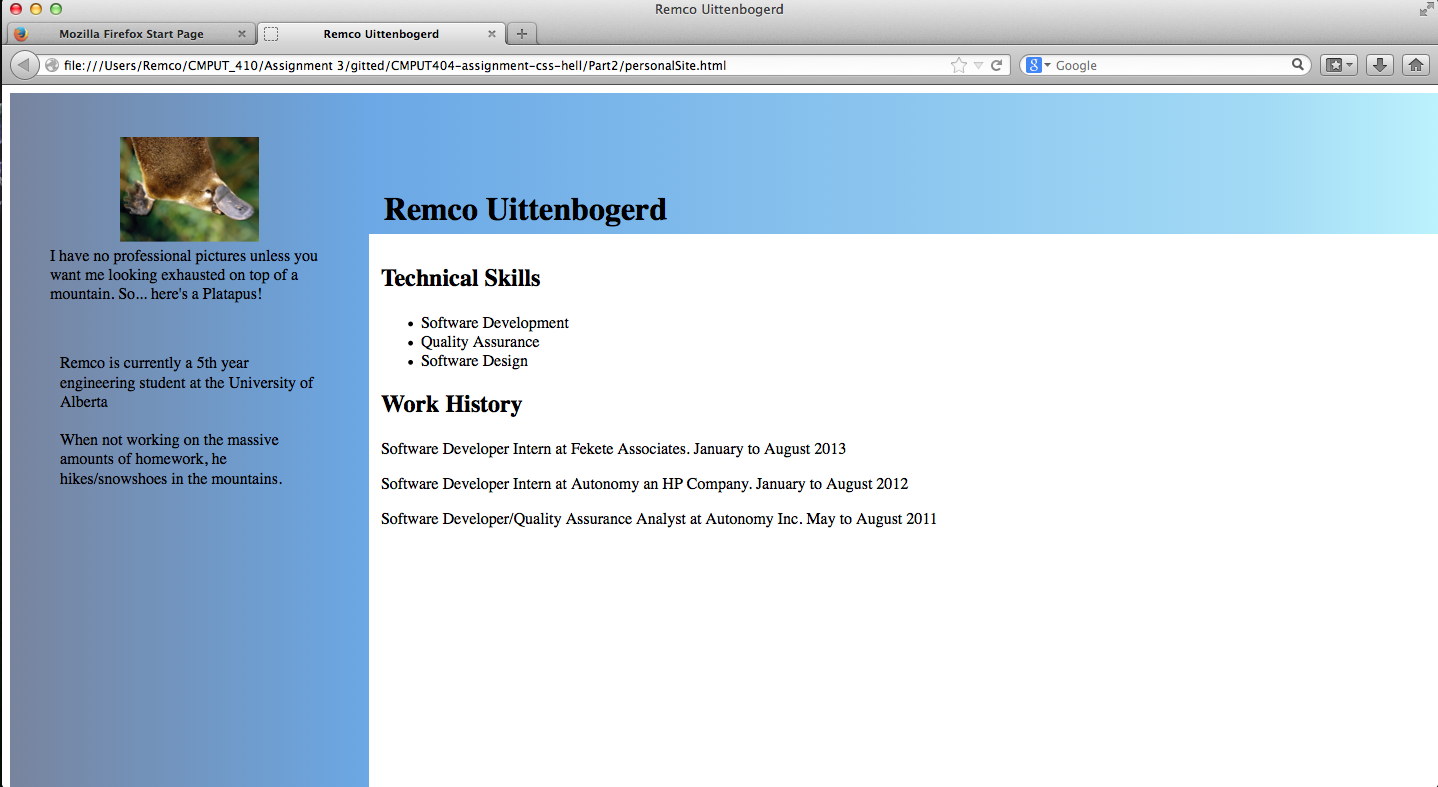 Remco Uittenbogerd
Mozilla Firefox Start Page
Remco Uittenbogerd
file:///Users/Remco/CMPUT_410/Assignment 3/gitted/CMPUT404-assignment-css-hell/Part2/personalSite.html
8 Google
Remco Uittenbogerd
I have no professional pictures unless you
want me looking exhausted on top of a
mountain. So... here's a Platapus!
Remco is currently a 5th year
engineering student at the University of
Alberta
When not working on the massive
amounts of homework, he
hikes/snowshoes in the mountains.
Technical Skills
• Software Development
• Quality Assurance
• Software Design
Work History
Software Developer Intern at Fekete Associates. January to August 2013
Software Developer Intern at Autonomy an HP Company. January to August 2012
Software Developer/Quality Assurance Analyst at Autonomy Inc. May to August 2011